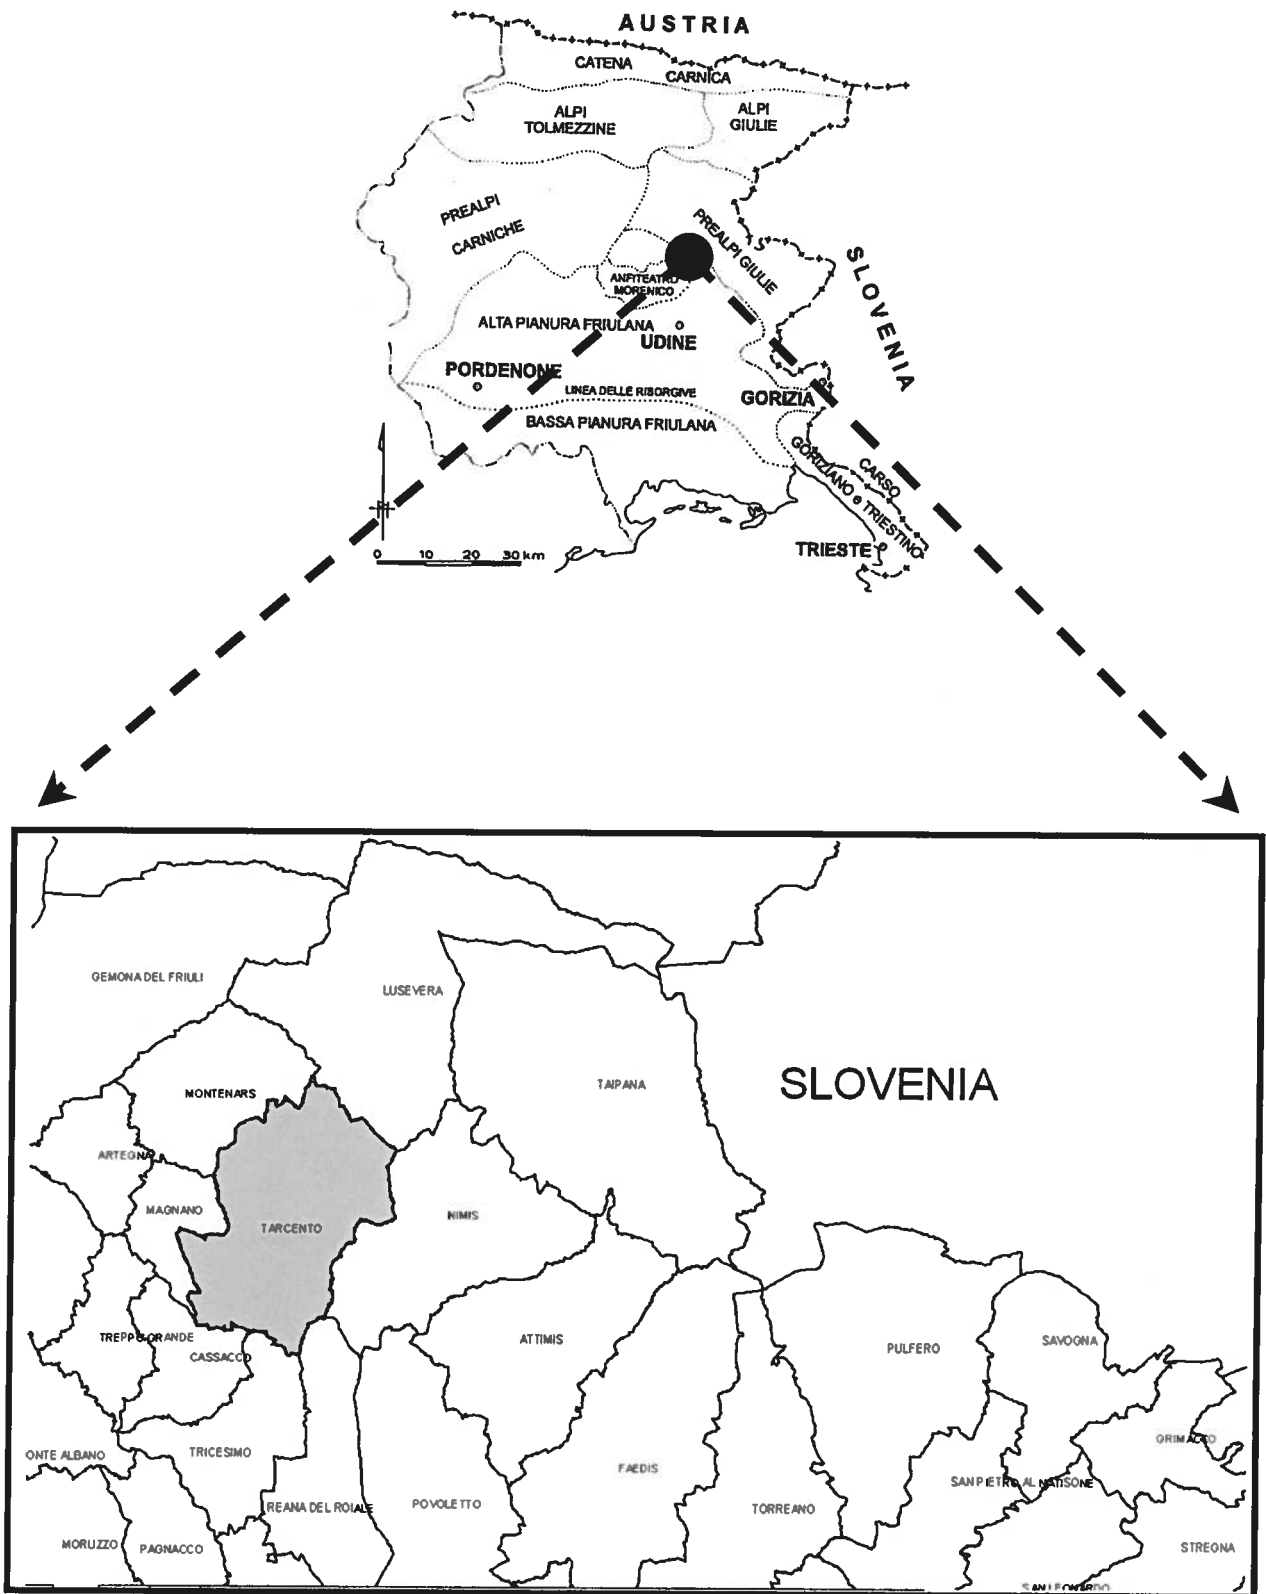 AUSTRIA
CATENA
CARNICA
ALPI
TOLMEZZINE
ALPI
GIULIE
PREALPI
CARNICHE
PREALPI GIULIE
SLOVENIA
ANFITEATRO
MORENICO
ALTA PIANURA FRIULANA
UDINE
PORDENONE
LINEA DELLE RISORGIVE
GORIZIA
BASSA PIANURA FRIULANA
CARSO
GORIZIANO e TRIESTINO
TRIESTE
0 10 20 30 km
GEMONA DEL FRIULI
LUSEVERA
TAIPANA
SLOVENIA
MONTENARS
ARTEGNA
MAGNANO
TARCENTO
NIMIS
TREPPO GRANDE
CASSACCO
ATTIMIS
PULFERO
SAVOGNA
ONTE ALBANO
TRICESIMO
GRIMACCO
FAEDIS
SAN PIETRO AL NATISONE
REANA DEL ROIALE
POVOLETTO
TORREANO
MORUZZO
PAGNACCO
STREGNA
SAN LEONARDO